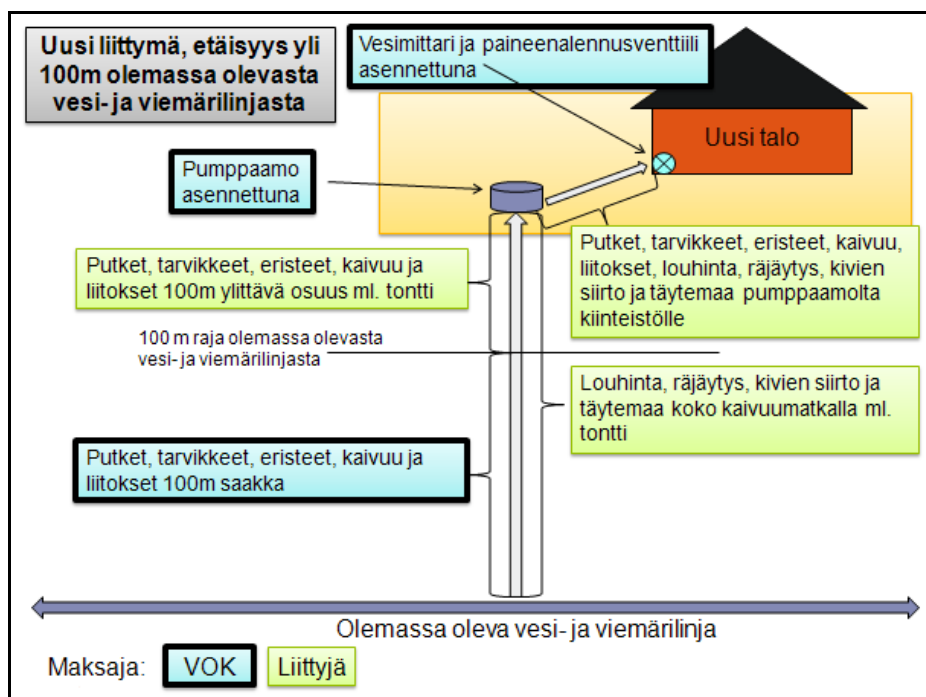 Uusi liittymä, etäisyys yli
100m olemassa olevasta
vesi- ja viemärilinjasta
Vesimittari ja paineenalennusventtiili
asennettuna
Uusi talo
Pumppaamo
asennettuna
Putket, tarvikkeet, eristeet, kaivuu,
liitokset, louhinta, räjäytys, kivien
siirto ja täytemaa pumppaamolta
kiinteistölle
Putket, tarvikkeet, eristeet, kaivuu ja
liitokset 100m ylittävä osuus ml. tontti
100 m raja olemassa olevasta
vesi- ja viemärilinjasta
Louhinta, räjäytys, kivien siirto ja
täytemaa koko kaivuumatkalla ml.
tontti
Putket, tarvikkeet, eristeet, kaivuu ja
liitokset 100m saakka
Olemassa oleva vesi- ja viemärilinja
Maksaja: VOK Liittyjä